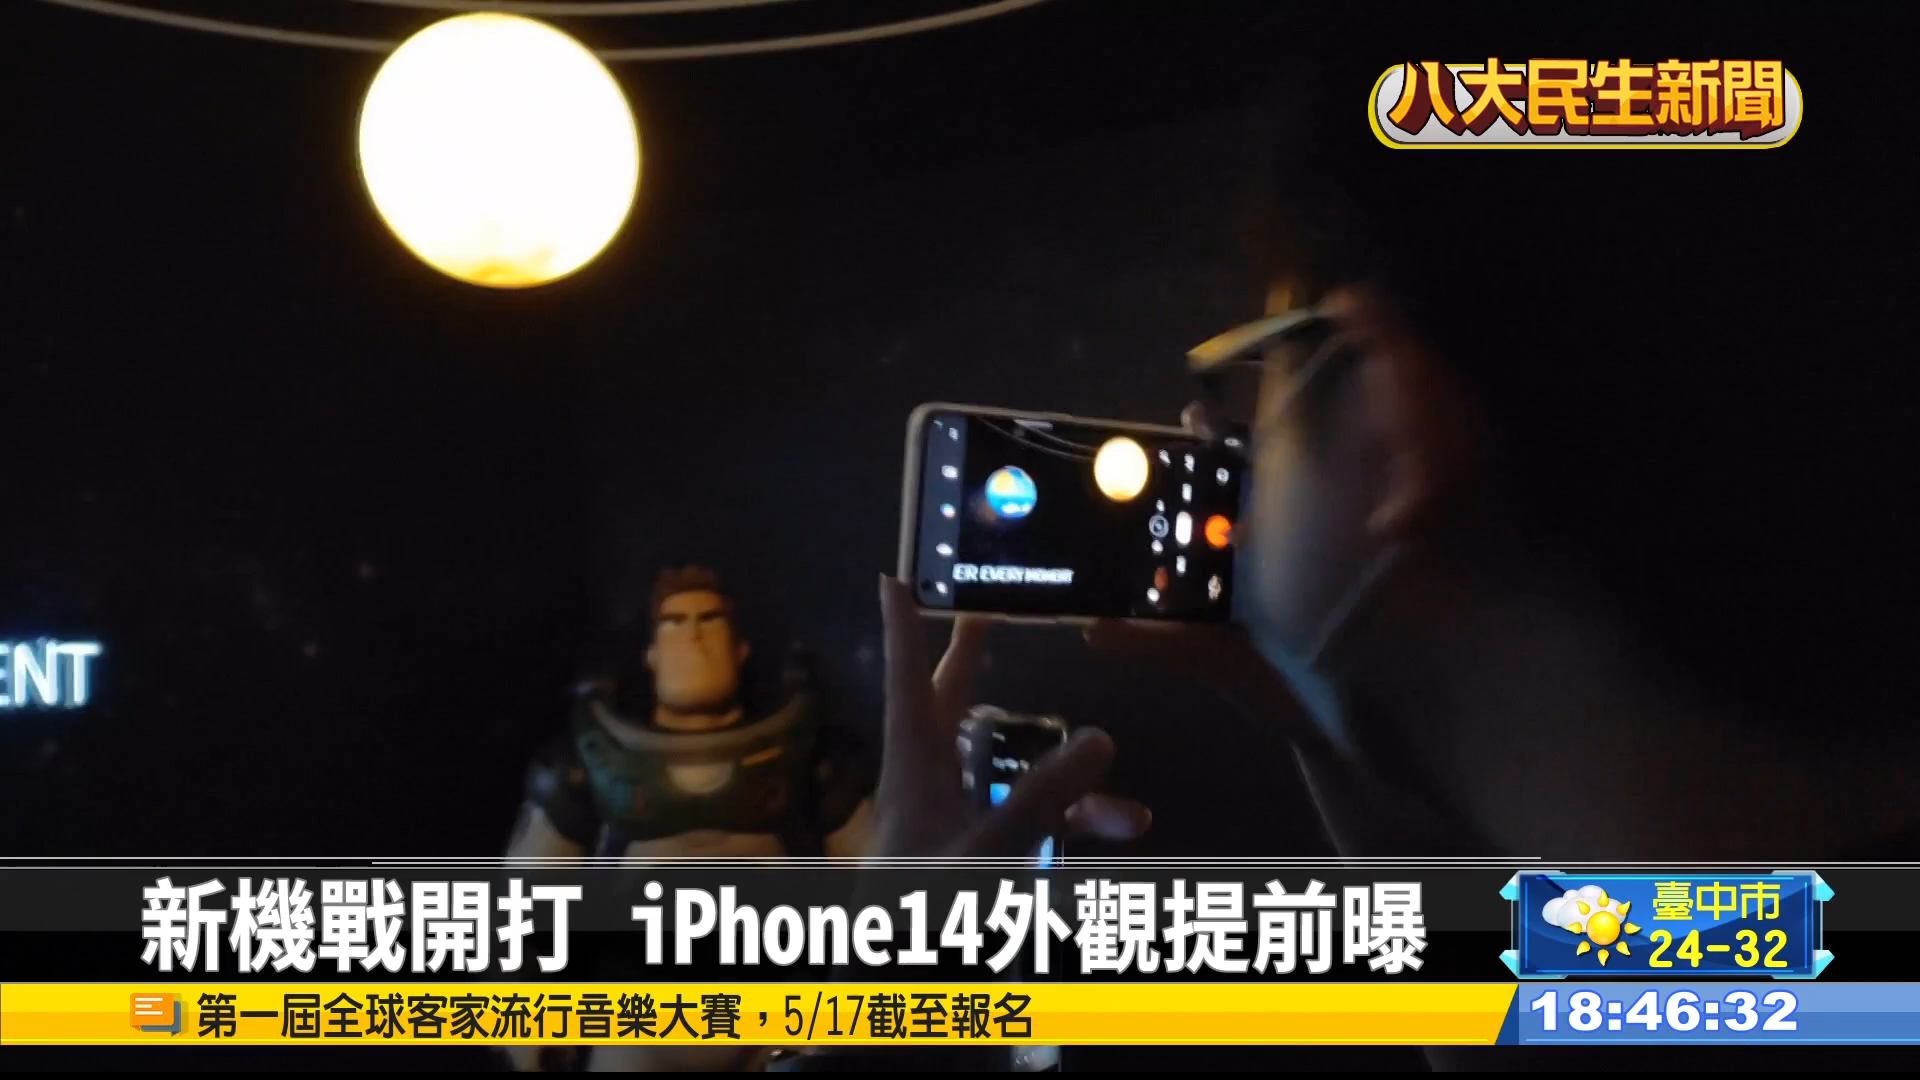 八大民生新聞
ER EVERY MOMENT
ENT
新機戰開打 iPhone14外觀提前曝
臺中市
24-32
第一屆全球客家流行音樂大賽，5/17截至報名
18:46:32